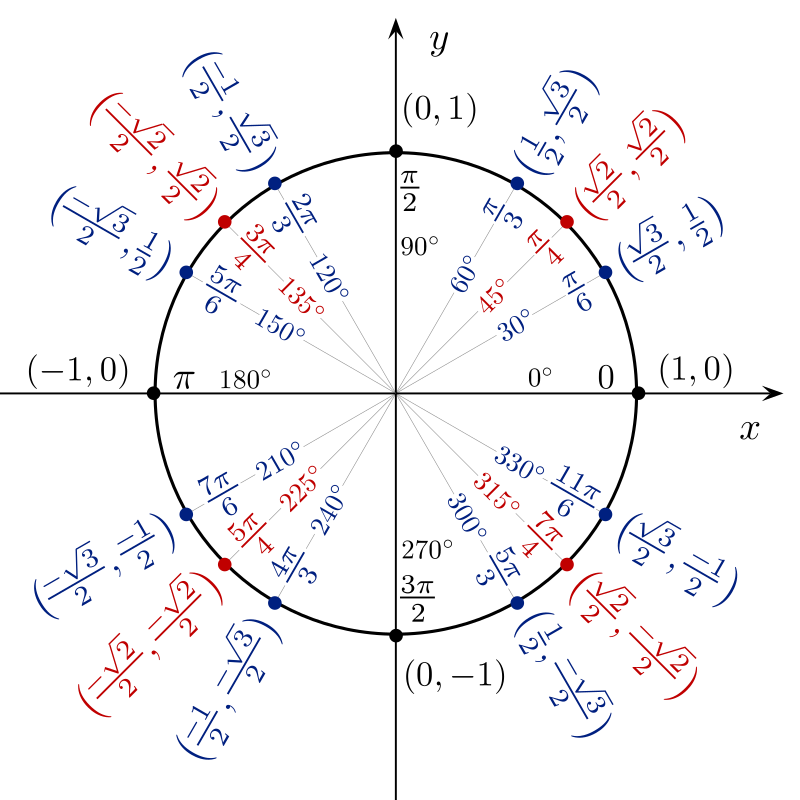 y
(0, 1)
(−1/2, √3/2)
(1/2, √3/2)
(−√2/2, √2/2)
(√2/2, √2/2)
(−√3/2, 1/2)
(√3/2, 1/2)
π/2
90°
2π/3 120°
3π/4 135°
5π/6 150°
60° π/3
45° π/4
30° π/6
(−1, 0) π 180° 0° 0 (1, 0)
x
7π/6 210°
5π/4 225°
4π/3 240°
330° 11π/6
315° 7π/4
300° 5π/3
270°
3π/2
(−√3/2, −1/2)
(√3/2, −1/2)
(−√2/2, −√2/2)
(√2/2, −√2/2)
(−1/2, −√3/2)
(1/2, −√3/2)
(0, −1)